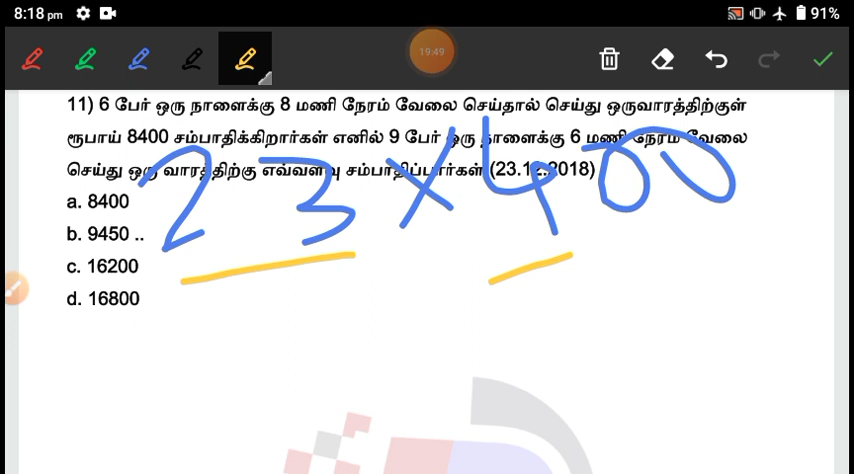 8:18 pm 91%
19:49
11) 6 பேர் ஒரு நாளைக்கு 8 மணி நேரம் வேலை செய்தால் செய்து ஒருவாரத்திற்குள்
ரூபாய் 8400 சம்பாதிக்கிறார்கள் எனில் 9 பேர் ஒரு நாளைக்கு 6 மணி நேரம் வேலை
செய்து ஒரு வாரத்திற்கு எவ்வளவு சம்பாதிப்பார்கள் (23.12.2018)
23 × 400
a. 8400
b. 9450 ..
c. 16200
d. 16800